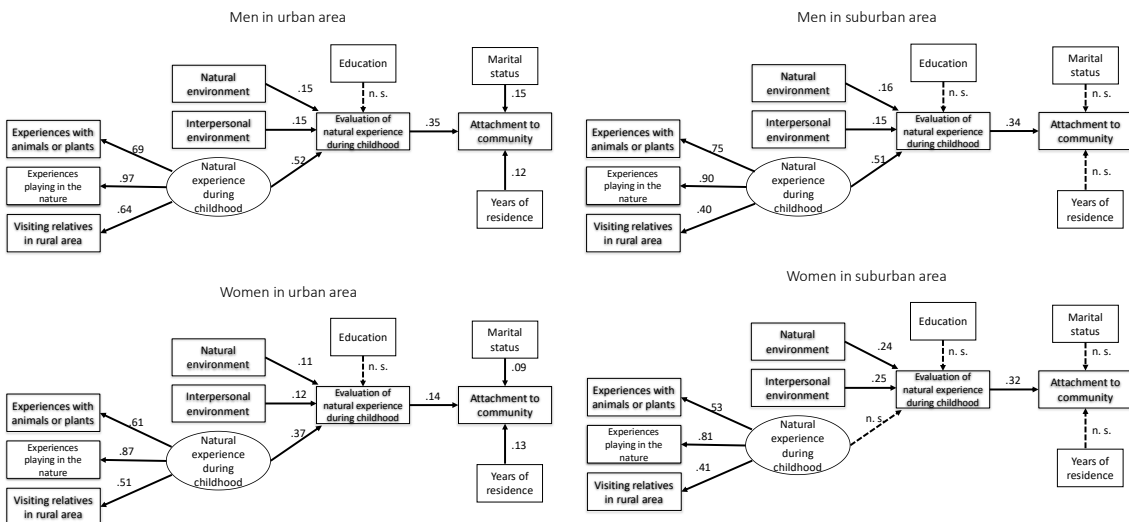 Men in urban area
Education
Marital
status
Natural
environment
.15
n. s.
.15
Interpersonal
environment
.15
Evaluation of
natural experience
during childhood
.35
Attachment to
community
Experiences with
animals or plants
.69
.52
.12
Experiences
playing in the
nature
.97
Natural
experience
during
childhood
Years of
residence
Visiting relatives
in rural area
.64
Men in suburban area
Education
Marital
status
Natural
environment
.16
n. s.
n. s.
Interpersonal
environment
.15
Evaluation of
natural experience
during childhood
.34
Attachment to
community
Experiences with
animals or plants
.75
.51
n. s.
Experiences
playing in the
nature
.90
Natural
experience
during
childhood
Years of
residence
Visiting relatives
in rural area
.40
Women in urban area
Education
Marital
status
Natural
environment
.11
n. s.
.09
Interpersonal
environment
.12
Evaluation of
natural experience
during childhood
.14
Attachment to
community
Experiences with
animals or plants
.61
.37
.13
Experiences
playing in the
nature
.87
Natural
experience
during
childhood
Years of
residence
Visiting relatives
in rural area
.51
Women in suburban area
Education
Marital
status
Natural
environment
.24
n. s.
n. s.
Interpersonal
environment
.25
Evaluation of
natural experience
during childhood
.32
Attachment to
community
Experiences with
animals or plants
.53
n. s.
n. s.
Experiences
playing in the
nature
.81
Natural
experience
during
childhood
Years of
residence
Visiting relatives
in rural area
.41